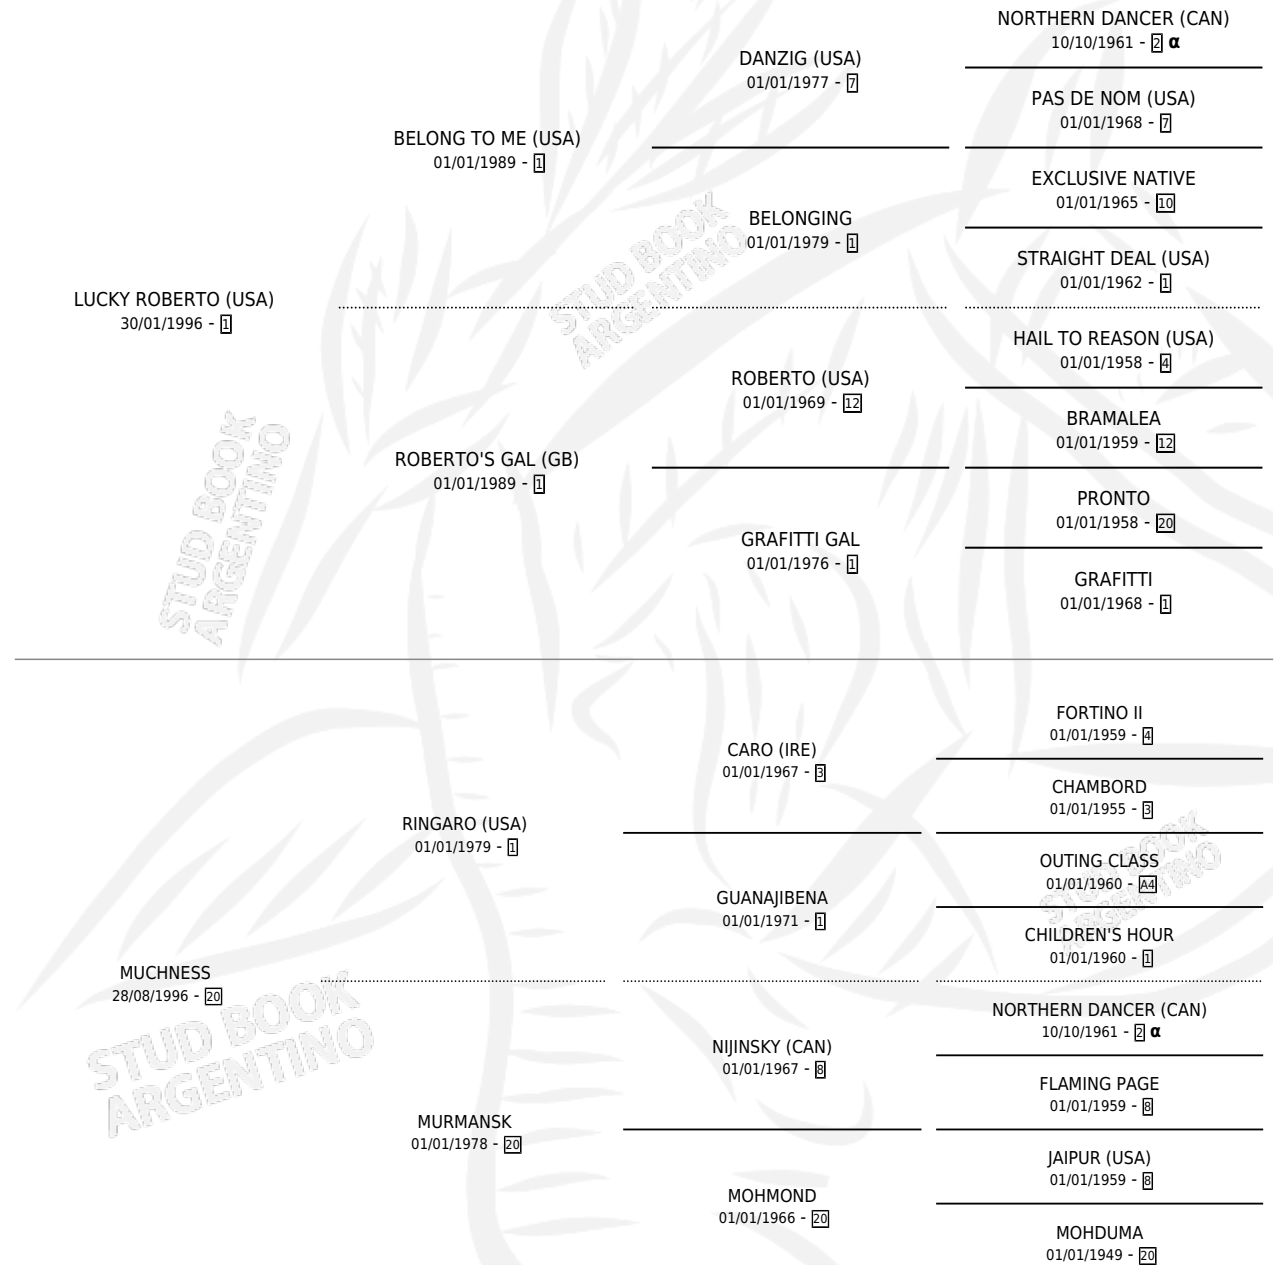 NORTHERN DANCER (CAN)
10/10/1961 - 2 α
DANZIG (USA)
01/01/1977 - 7
PAS DE NOM (USA)
01/01/1968 - 7
BELONG TO ME (USA)
01/01/1989 - 1
EXCLUSIVE NATIVE
01/01/1965 - 10
BELONGING
01/01/1979 - 1
STRAIGHT DEAL (USA)
01/01/1962 - 1
STUD BOOK
ARGENTINO
LUCKY ROBERTO (USA)
30/01/1996 - 1
HAIL TO REASON (USA)
01/01/1958 - 4
ROBERTO (USA)
01/01/1969 - 12
BRAMALEA
01/01/1959 - 12
ROBERTO'S GAL (GB)
01/01/1989 - 1
PRONTO
01/01/1958 - 20
GRAFITTI GAL
01/01/1976 - 1
GRAFITTI
01/01/1968 - 1
STUD BOOK
ARGENTINO
FORTINO II
01/01/1959 - 4
CARO (IRE)
01/01/1967 - 3
CHAMBORD
01/01/1955 - 3
RINGARO (USA)
01/01/1979 - 1
OUTING CLASS
01/01/1960 - A4
GUANAJIBENA
01/01/1971 - 1
CHILDREN'S HOUR
01/01/1960 - 1
STUD BOOK
ARGENTINO
MUCHNESS
28/08/1996 - 20
NORTHERN DANCER (CAN)
10/10/1961 - 2 α
NIJINSKY (CAN)
01/01/1967 - 8
FLAMING PAGE
01/01/1959 - 8
MURMANSK
01/01/1978 - 20
JAIPUR (USA)
01/01/1959 - 8
MOHMOND
01/01/1966 - 20
MOHDUMA
01/01/1949 - 20
STUD BOOK
ARGENTINO